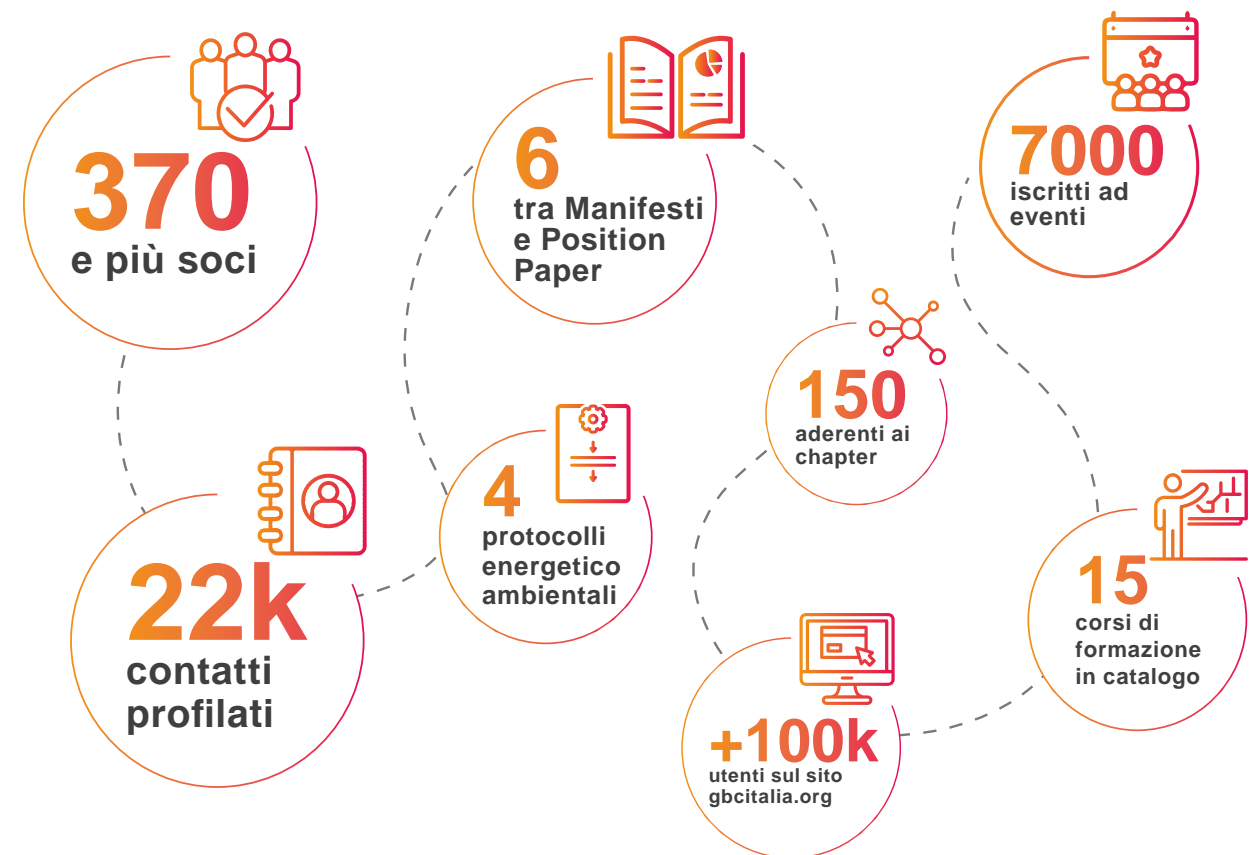 370
e più soci
22k
contatti
profilati
4
protocolli
energetico
ambientali
6
tra Manifesti
e Position
Paper
150
aderenti ai
chapter
+100k
utenti sul sito
gbcitalia.org
15
corsi di
formazione
in catalogo
7000
iscritti ad
eventi